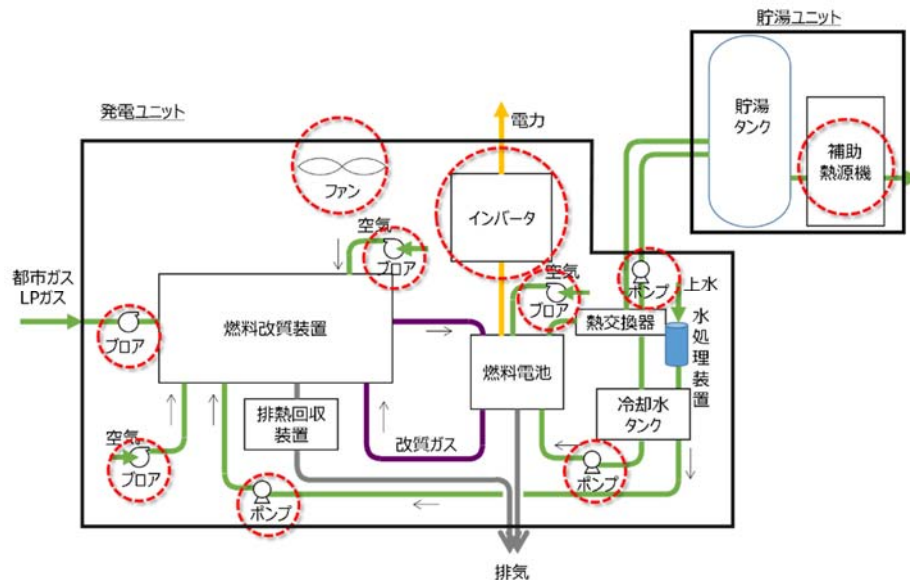 貯湯ユニット
発電ユニット
貯湯
タンク
補助
熱源機
電力
ファン
インバータ
空気
ブロア
都市ガス
LPガス
ブロア
燃料改質装置
空気
ブロア
ポンプ
上水
熱交換器
水処理装置
燃料電池
排熱回収
装置
冷却水
タンク
空気
ブロア
改質ガス
ポンプ
ポンプ
排気